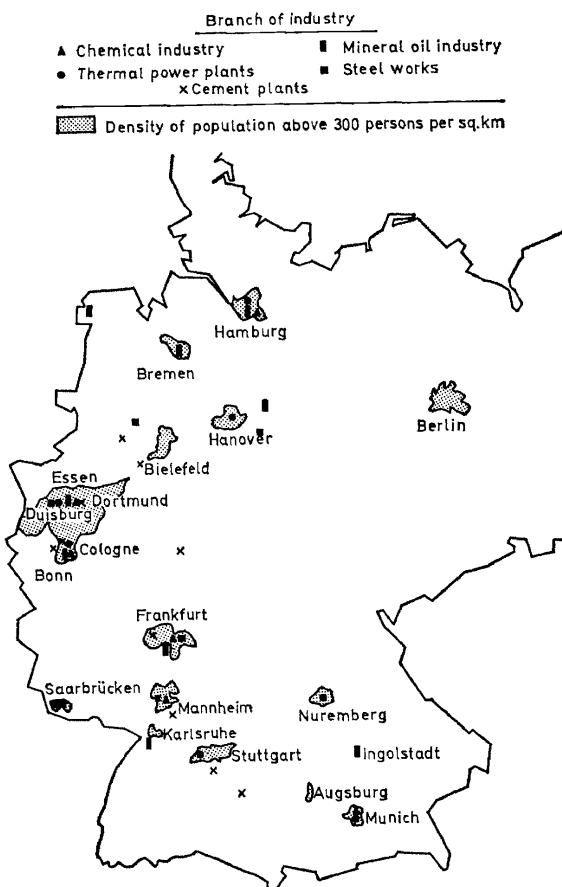 Branch of industry
Chemical industry
Mineral oil industry
Thermal power plants
Steel works
Cement plants
Density of population above 300 persons per sq.km
Hamburg
Bremen
Hanover
Berlin
Bielefeld
Essen
Dortmund
Duisburg
Cologne
Bonn
Frankfurt
Saarbrücken
Mannheim
Nuremberg
Karlsruhe
Stuttgart
Ingolstadt
Augsburg
Munich